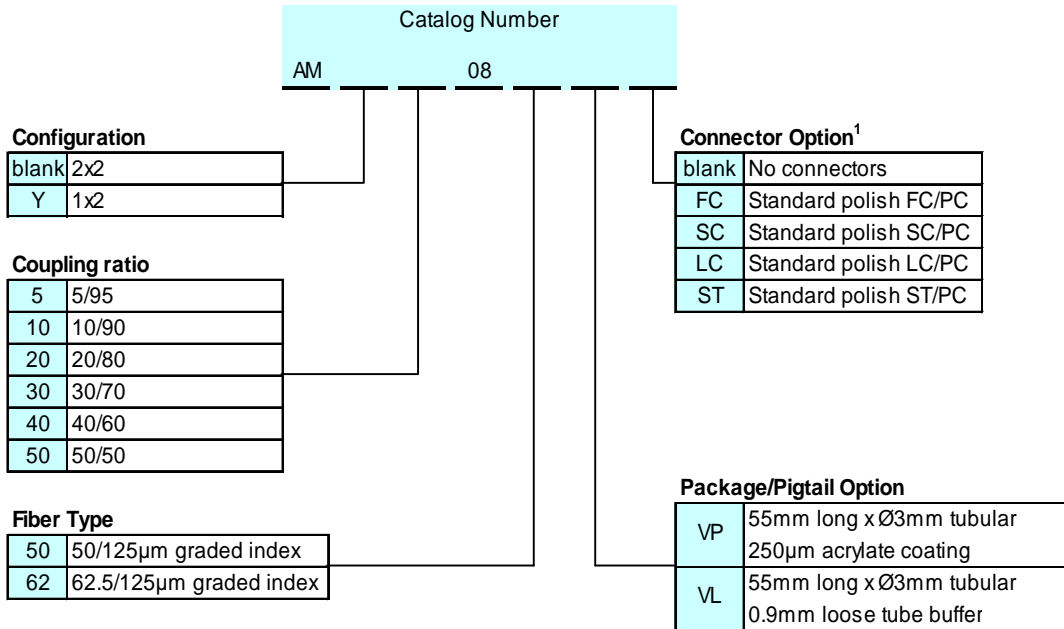 Catalog Number
AM 08
Configuration
blank 2x2
Y 1x2
Coupling ratio
5 5/95
10 10/90
20 20/80
30 30/70
40 40/60
50 50/50
Fiber Type
50 50/125µm graded index
62 62.5/125µm graded index
Connector Option¹
blank No connectors
FC Standard polish FC/PC
SC Standard polish SC/PC
LC Standard polish LC/PC
ST Standard polish ST/PC
Package/Pigtail Option
VP 55mm long x Ø3mm tubular
250µm acrylate coating
VL 55mm long x Ø3mm tubular
0.9mm loose tube buffer